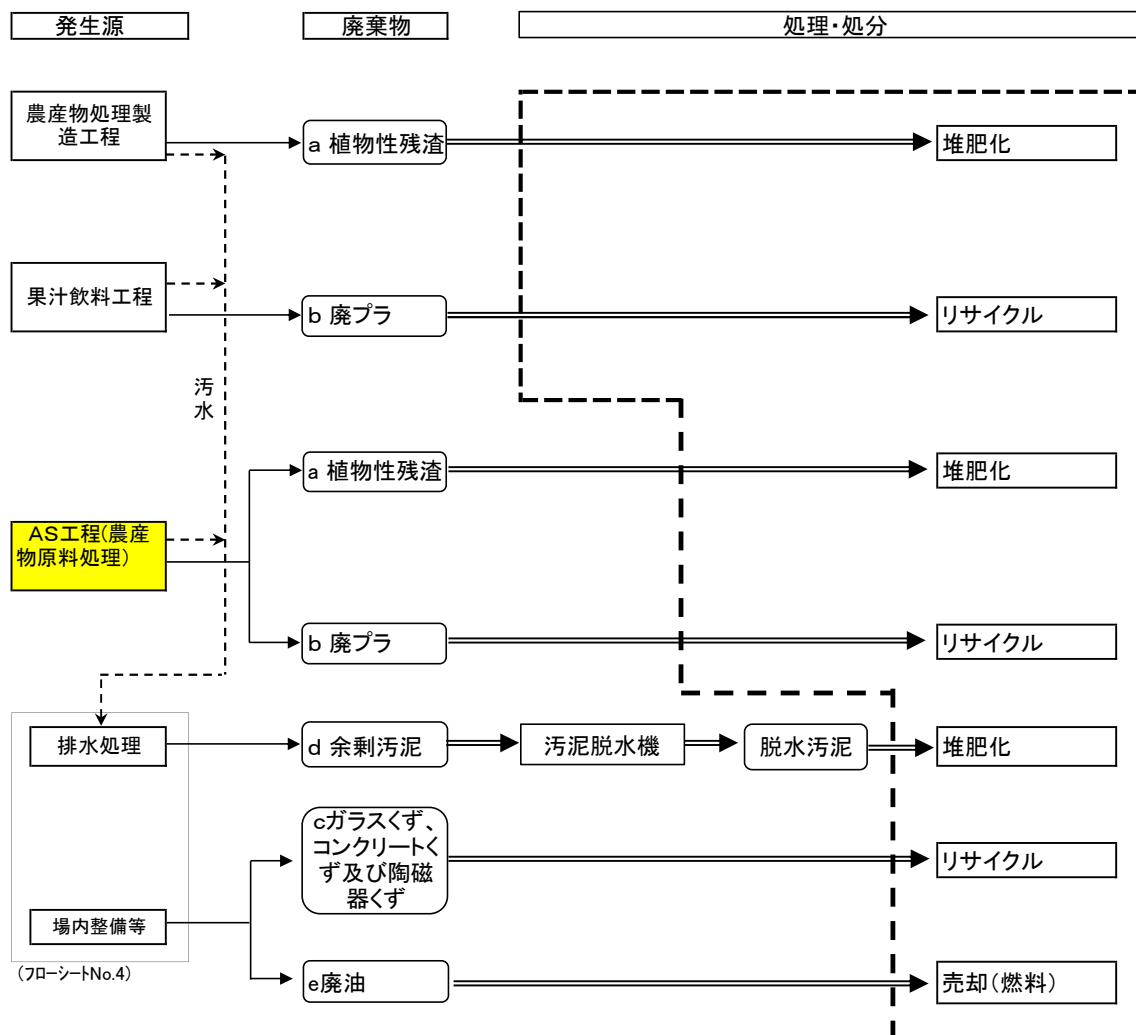 発生源
廃棄物
処理・処分
農産物処理製
造工程
a 植物性残渣
堆肥化
果汁飲料工程
b 廃プラ
リサイクル
汚
水
a 植物性残渣
堆肥化
AS工程(農産
物原料処理)
b 廃プラ
リサイクル
排水処理
d 余剰汚泥
汚泥脱水機
脱水汚泥
堆肥化
cガラスくず、
コンクリートく
ず及び陶磁
器くず
リサイクル
場内整備等
(フローシートNo.4)
e廃油
売却(燃料)